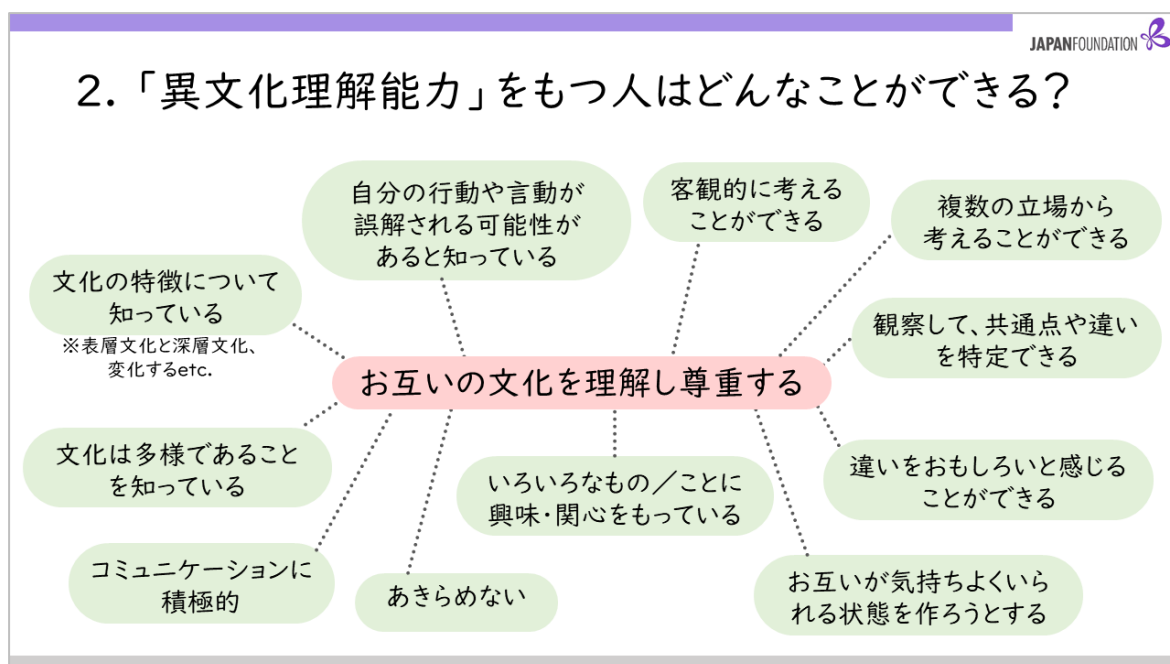 JAPANFOUNDATION
2.「異文化理解能力」をもつ人はどんなことができる?
自分の行動や言動が
誤解される可能性が
あると知っている
客観的に考える
ことができる
複数の立場から
考えることができる
文化の特徴について
知っている
※表層文化と深層文化、
変化するetc.
観察して、共通点や違い
を特定できる
お互いの文化を理解し尊重する
文化は多様であること
を知っている
いろいろなもの/ことに
興味・関心をもっている
違いをおもしろいと感じる
ことができる
コミュニケーションに
積極的
あきらめない
お互いが気持ちよくいら
れる状態を作ろうとする